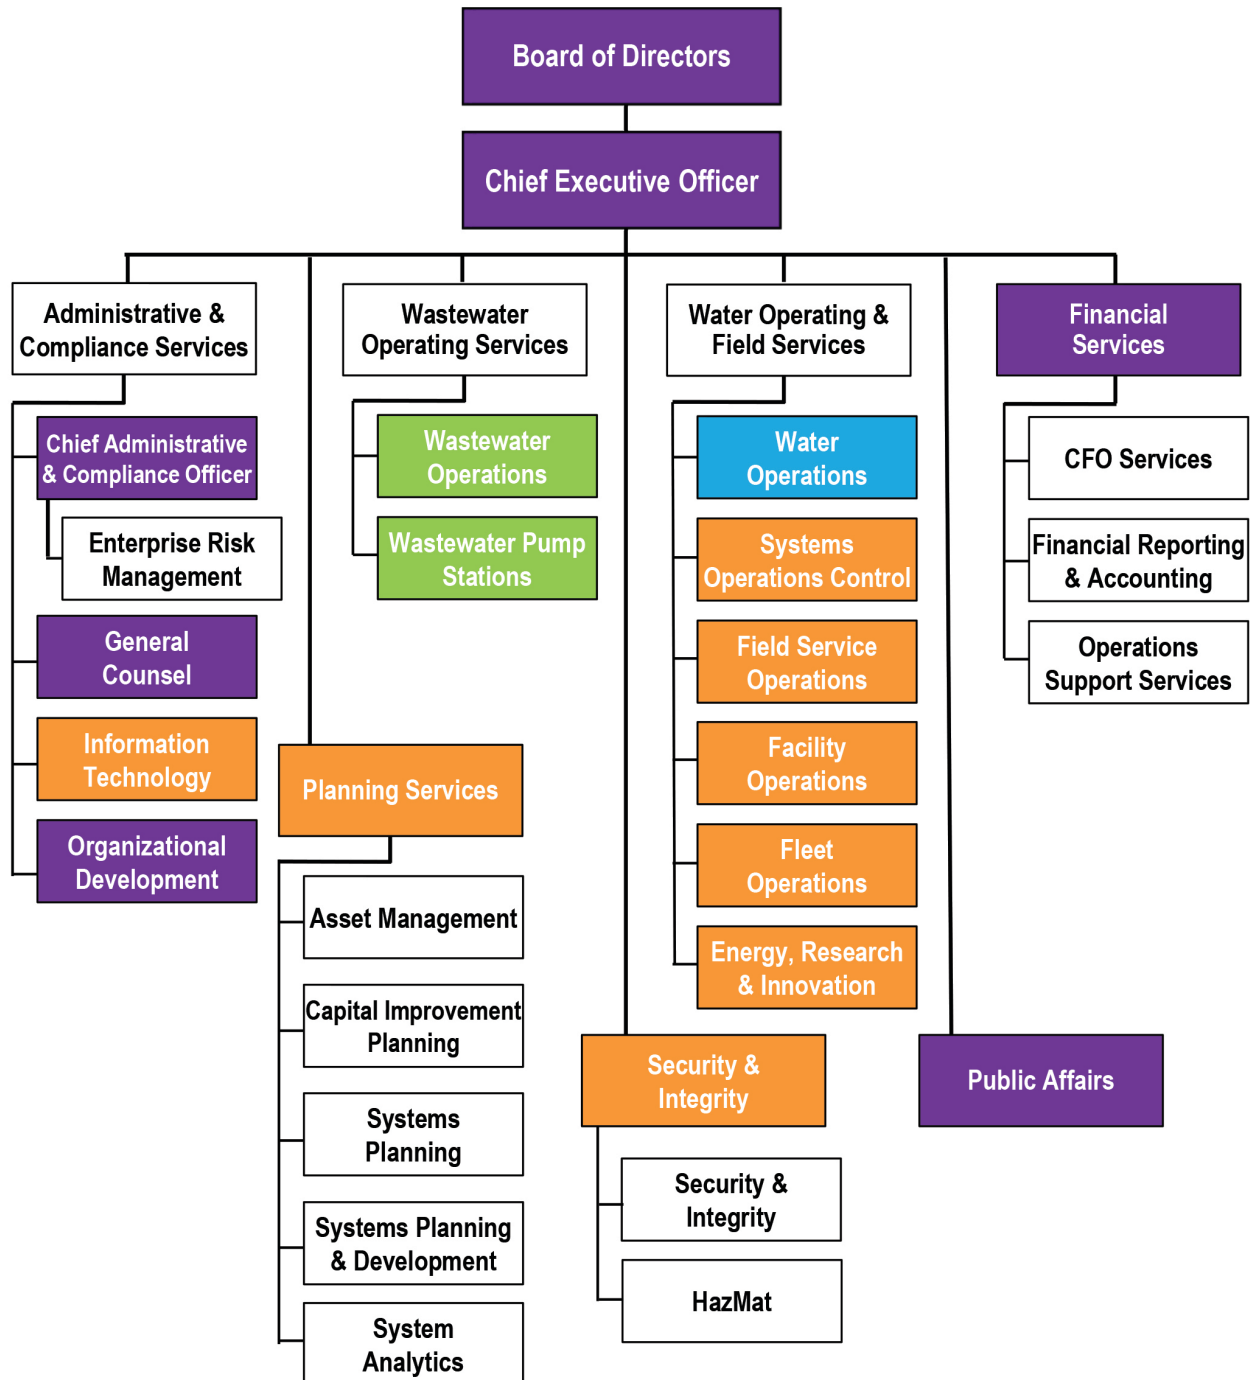 Board of Directors
Chief Executive Officer
Administrative &
Compliance Services
Chief Administrative
& Compliance Officer
Enterprise Risk
Management
General
Counsel
Information
Technology
Organizational
Development
Planning Services
Asset Management
Capital Improvement
Planning
Systems
Planning
Systems Planning
& Development
System
Analytics
Wastewater
Operating Services
Wastewater
Operations
Wastewater Pump
Stations
Water Operating &
Field Services
Water
Operations
Systems
Operations Control
Field Service
Operations
Facility
Operations
Fleet
Operations
Energy, Research
& Innovation
Security &
Integrity
Security &
Integrity
HazMat
Public Affairs
Financial
Services
CFO Services
Financial Reporting
& Accounting
Operations
Support Services